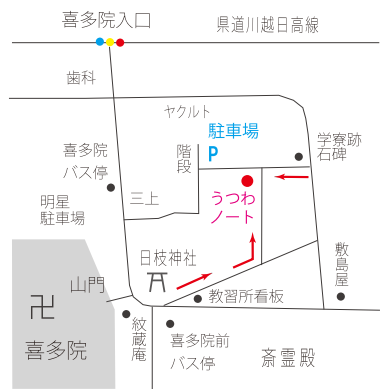 喜多院入口
県道川越日高線
歯科
ヤクルト
駐車場
P
学寮跡
石碑
喜多院
バス停
階段
明星
駐車場
三上
うつわ
ノート
日枝神社
敷島屋
山門
卍
教習所看板
紋蔵庵
喜多院
喜多院前
バス停
斎霊殿